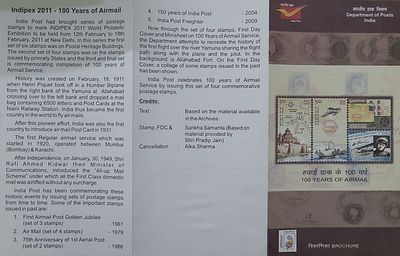 Indipex 2011 - 100 Years of Airmail
India Post had brought series of postage
stamps to mark INDIPEX 2011 World Philatelic
Exhibition to be held from 12th February to 18th
February, 2011 at New Delhi. In this series the first
set of six stamps was on Postal Heritage Buildings.
The second set of four stamps was on the stamps
issued by princely States and the third and final set
is commemorating completion of 100 years of
Airmail Service.
History was created on February, 18, 1911
when Henri Piquet took off in a Humber Biplane
from the right bank of the Yamuna at Allahabad
crossing over to the left bank and dropped a mail
bag containing 6500 letters and Post Cards at the
Naini Railway Station. India thus became the first
country in the world to fly air mails.
After this pioneer effort, India was also the first
country to introduce an Air mail Post Card in 1931.
The first Regular airmail service which was
started in 1920, operated between Mumbai
(Bombay) & Karachi.
After independence, on January, 30, 1949, Shri
Rafi Ahmed Kidwai then Minister of
Communications, introduced the "All-up Mail
Scheme" under which all the First Class domestic
mail was airlifted without any surcharge.
India Post has been commemorating these
historic events by issuing sets of postage stamps
from time to time. Some of the important stamps
issued in past are:
1. First Airmail Post Golden Jubilee
(set of 3 stamps) - 1961
2. Air Mail (set of 4 stamps) - 1979
3. 75th Anniversary of 1st Aerial Post
(set of 2 stamps) - 1986
4. 150 years of India Post - 2004
5. India Post Freighter - 2009
Now through the set of four stamps, First Day
Cover and Minisheet on 100 Years of Airmail Service,
the Department attempts to recreate the history of
the first flight over the river Yamuna sharing the flight
path along with the plane and the pilot. In the
background is Allahabad Fort. On the First Day
Cover, a collage of some stamps issued in the past
has been shown.
India Post celebrates 100 years of Airmail
Service by issuing this set of four commemorative
postage stamps.
Credits:
Text : Based on the material available
in the Archives.
Stamp, FDC & : Sankha Samanta (Based on
material provided by
Shri Pradip Jain)
Cancellation : Alka Sharma
भारतीय डाक विभाग
Department of Posts
India
हवाई डाक के 100 वर्ष
100 YEARS OF AIRMAIL
विवरणिका BROCHURE